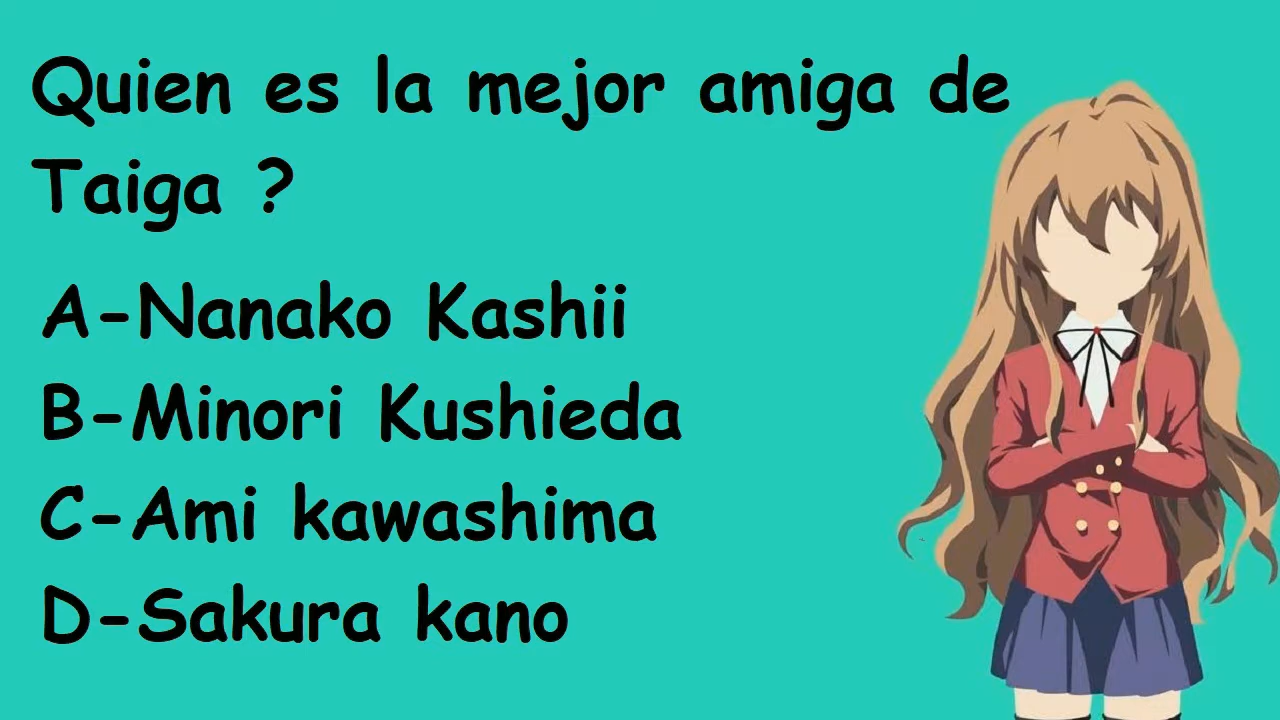 Quien es la mejor amiga de
Taiga ?
A-Nanako Kashii
B-Minori Kushieda
C-Ami kawashima
D-Sakura kano